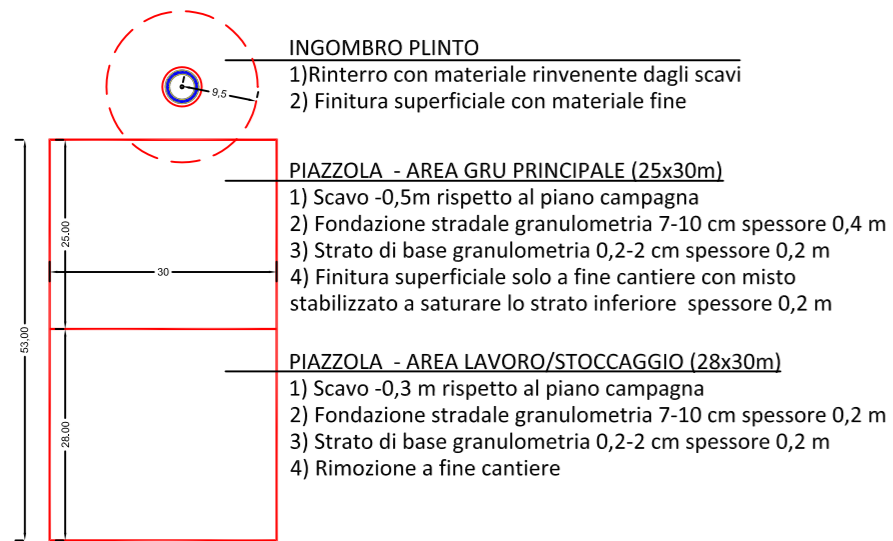 INGOMBRO PLINTO
1)Rinterro con materiale rinvenente dagli scavi
2) Finitura superficiale con materiale fine
9,5
PIAZZOLA - AREA GRU PRINCIPALE (25x30m)
1) Scavo -0,5m rispetto al piano campagna
2) Fondazione stradale granulometria 7-10 cm spessore 0,4 m
3) Strato di base granulometria 0,2-2 cm spessore 0,2 m
4) Finitura superficiale solo a fine cantiere con misto
stabilizzato a saturare lo strato inferiore spessore 0,2 m
25.00
30
53,00
PIAZZOLA - AREA LAVORO/STOCCAGGIO (28x30m)
1) Scavo -0,3 m rispetto al piano campagna
2) Fondazione stradale granulometria 7-10 cm spessore 0,2 m
3) Strato di base granulometria 0,2-2 cm spessore 0,2 m
4) Rimozione a fine cantiere
28.00